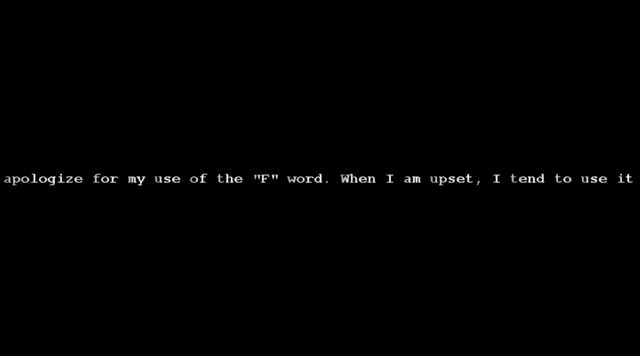 apologize for my use of the "F" word. When I am upset, I tend to use it